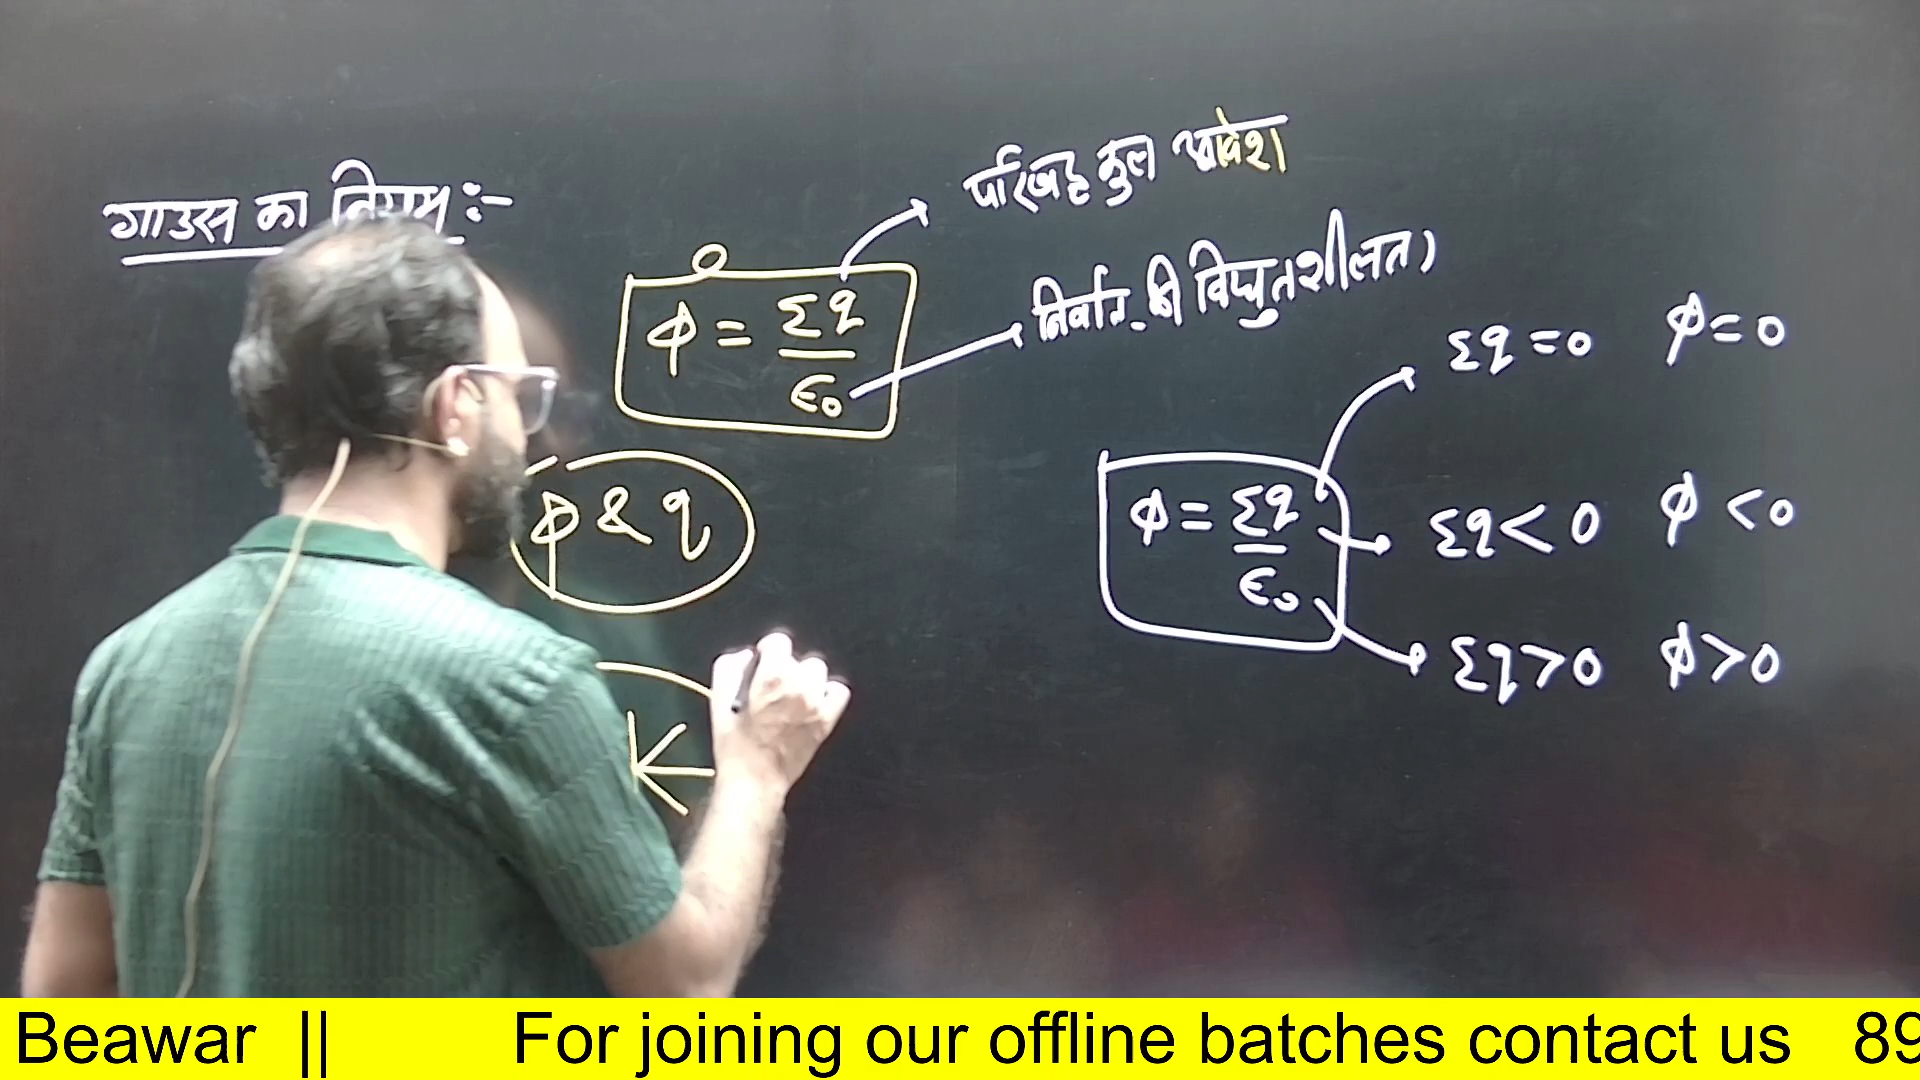 गाउस का नियम :-
ϕ = Σq / ε₀
परिबद्ध कुल आवेश
निर्वात की विद्युतशीलता
ϕ & q
ϕ = Σq / ε₀
Σq = 0 ϕ = 0
Σq < 0 ϕ < 0
Σq > 0 ϕ > 0
Beawar || For joining our offline batches contact us 89